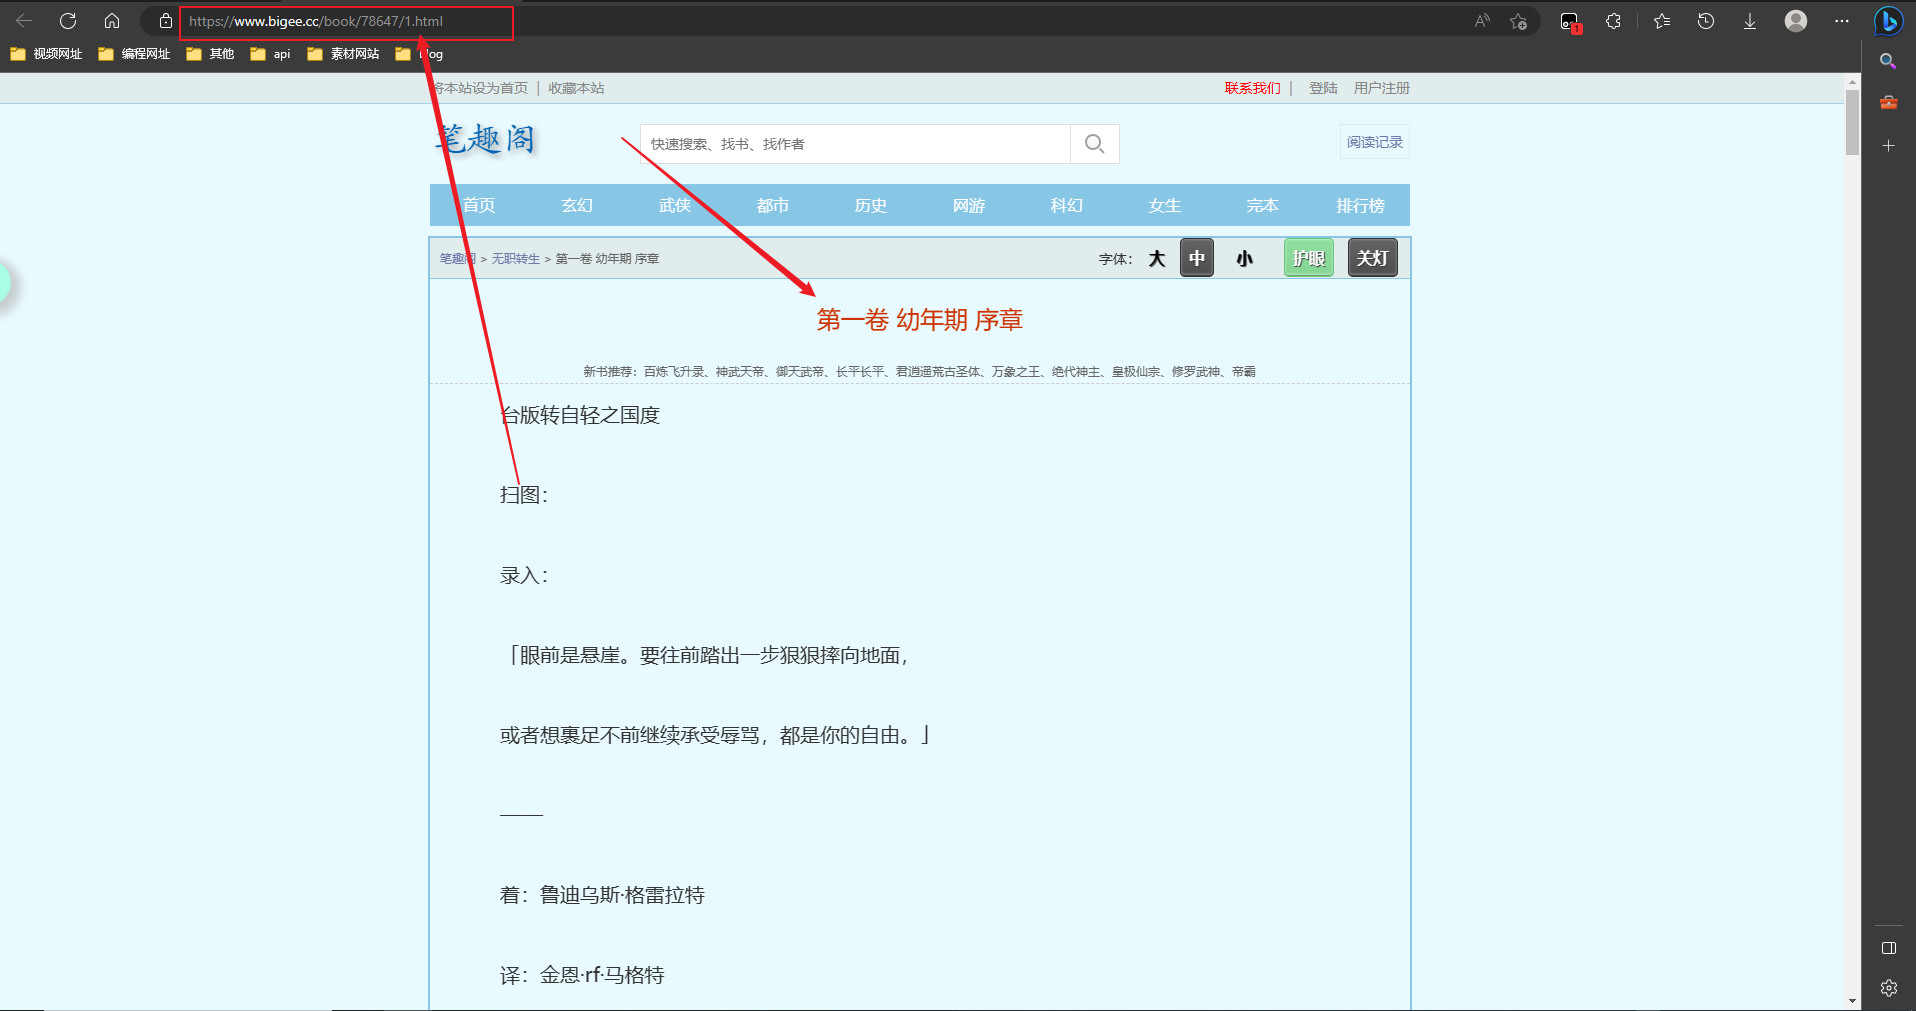 https://www.bigee.cc/book/78647/1.html
视频网址 编程网址 其他 api 素材网站 log
将本站设为首页 | 收藏本站 联系我们 | 登陆 用户注册
笔趣阁 快速搜索、找书、找作者 阅读记录
首页 玄幻 武侠 都市 历史 网游 科幻 女生 完本 排行榜
笔趣阁 > 无职转生 > 第一卷 幼年期 序章 字体： 大 中 小 护眼 关灯
第一卷 幼年期 序章
新书推荐：百炼飞升录、神武天帝、御天武帝、长平长平、君逍遥荒古圣体、万象之王、绝代神主、皇极仙宗、修罗武神、帝霸
台版转自轻之国度
扫图：
录入：
「眼前是悬崖。要往前踏出一步狠狠摔向地面，
或者想裹足不前继续承受辱骂，都是你的自由。」
——
着：鲁迪乌斯·格雷拉特
译：金恩·rf·马格特